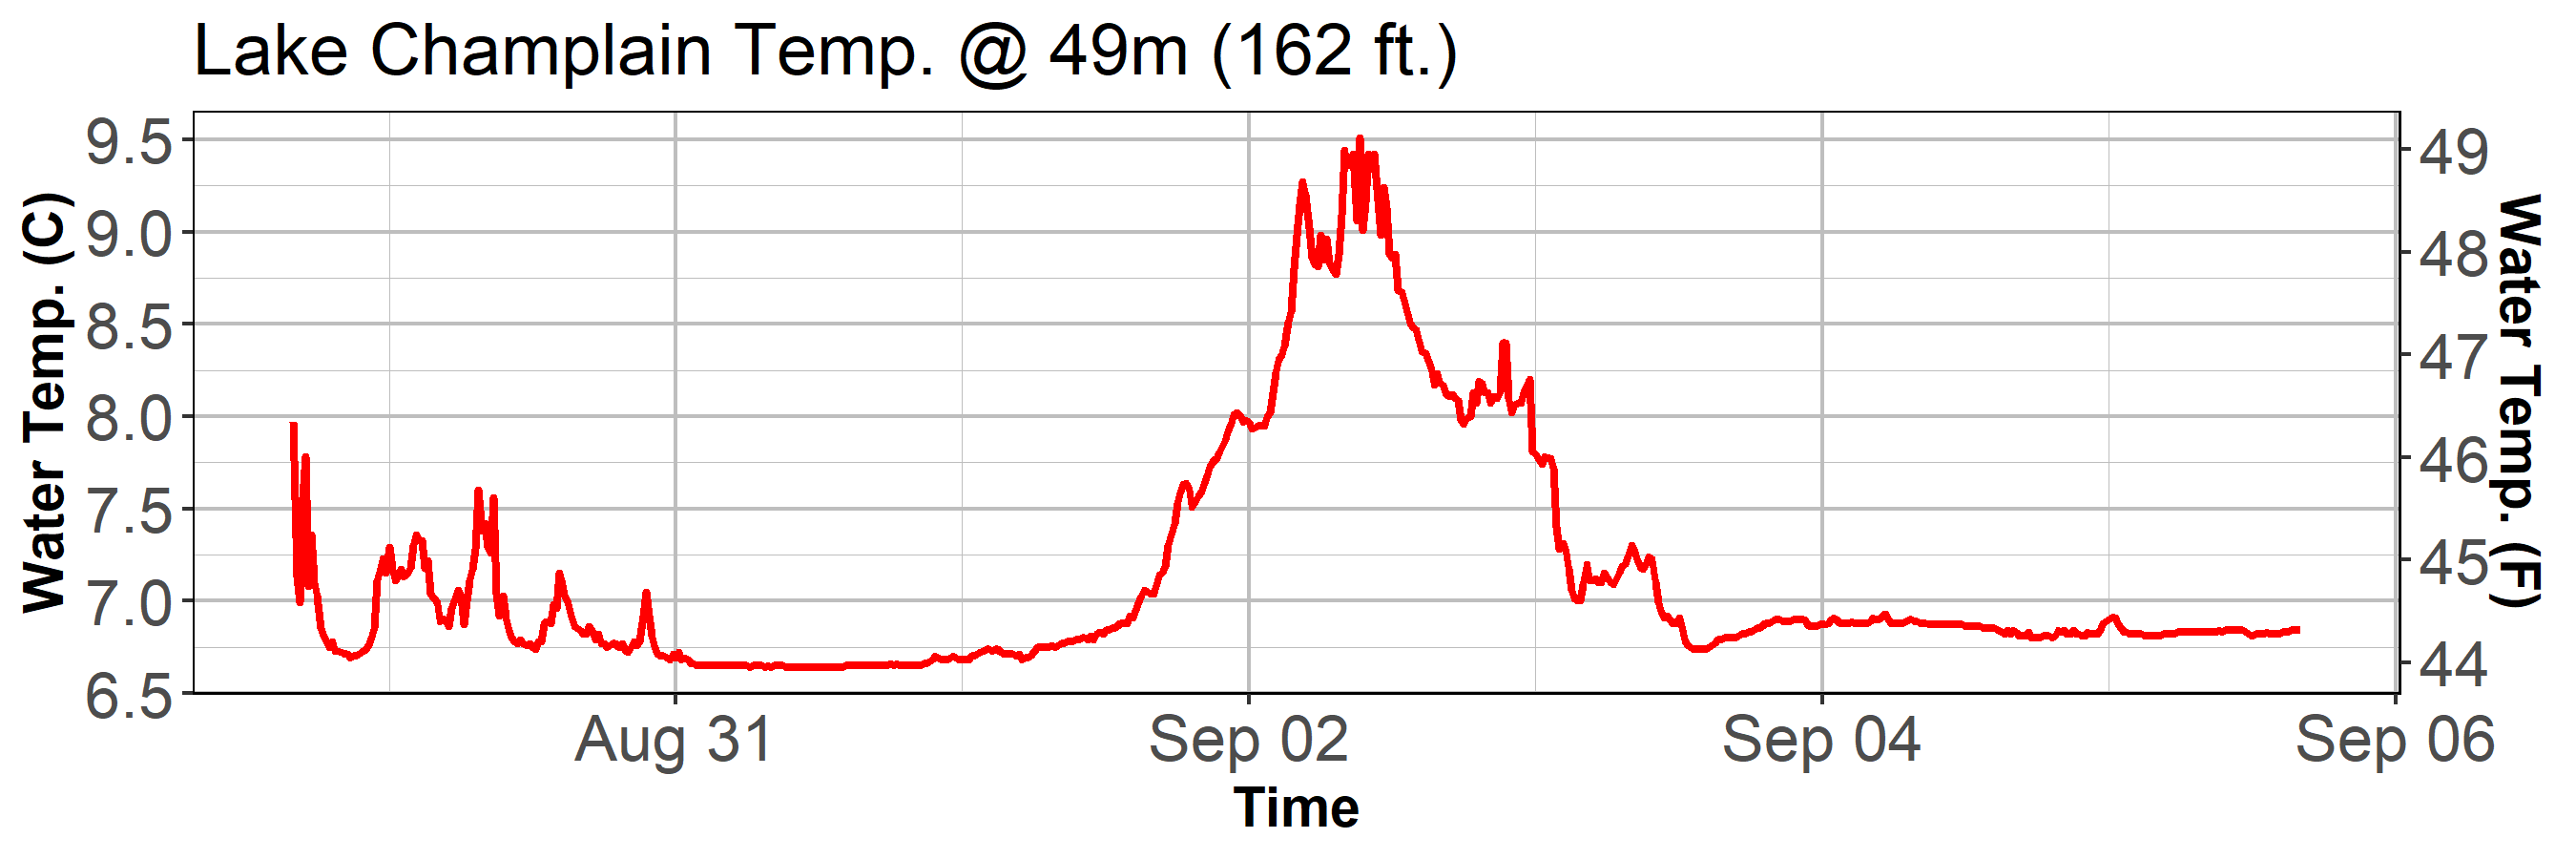 Lake Champlain Temp. @ 49m (162 ft.)
Water Temp. (C)
9.5
9.0
8.5
8.0
7.5
7.0
6.5
49
48
47
46
45
44
Water Temp. (F)
Aug 31 Sep 02 Sep 04 Sep 06
Time